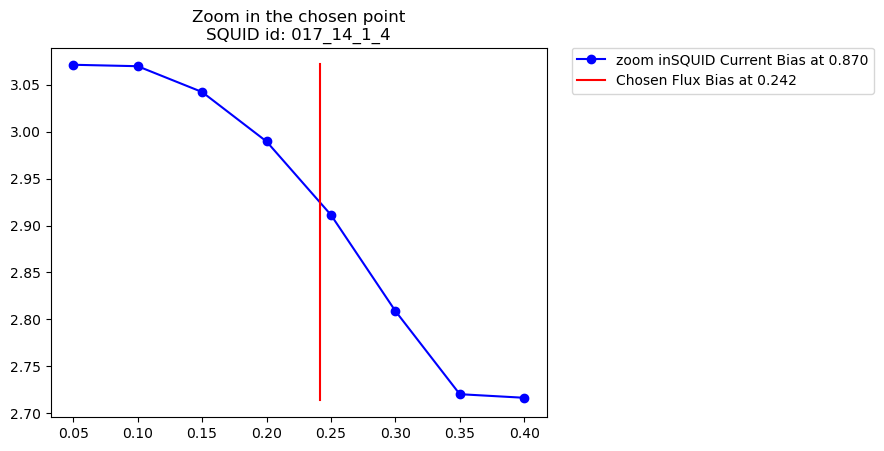 Zoom in the chosen point
SQUID id: 017_14_1_4
zoom inSQUID Current Bias at 0.870
Chosen Flux Bias at 0.242
3.05
3.00
2.95
2.90
2.85
2.80
2.75
2.70
0.05 0.10 0.15 0.20 0.25 0.30 0.35 0.40